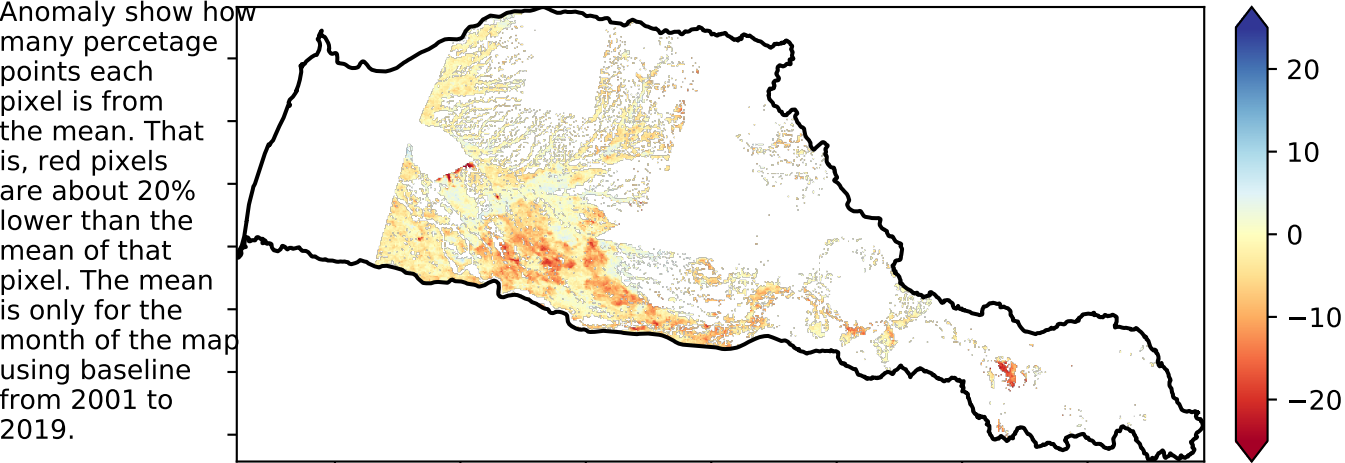 Anomaly show how
many percetage
points each
pixel is from
the mean. That
is, red pixels
are about 20%
lower than the
mean of that
pixel. The mean
is only for the
month of the map
using baseline
from 2001 to
2019.
20
10
0
−10
−20